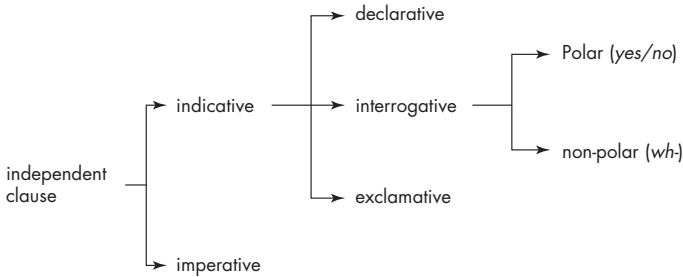 declarative
Polar (yes/no)
indicative
interrogative
non-polar (wh-)
independent
clause
exclamative
imperative